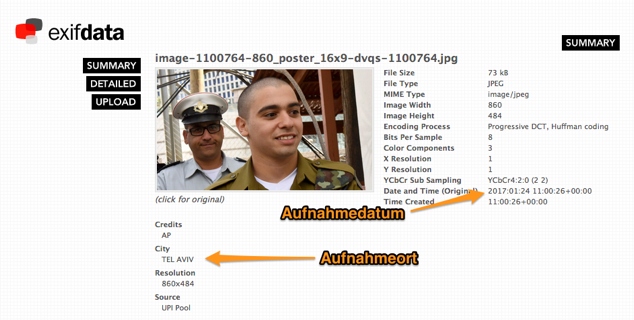 exifdata
SUMMARY
SUMMARY
DETAILED
UPLOAD
image-1100764-860_poster_16x9-dvqs-1100764.jpg
(click for original)
File Size 73 kB
File Type JPEG
MIME Type image/jpeg
Image Width 860
Image Height 484
Encoding Process Progressive DCT, Huffman coding
Bits Per Sample 8
Color Components 3
X Resolution 1
Y Resolution 1
YCbCr Sub Sampling YCbCr4:2:0 (2 2)
Date and Time (Original) 2017:01:24 11:00:26+00:00
Time Created 11:00:26+00:00
Aufnahmedatum
Credits
AP
City
TEL AVIV
Aufnahmeort
Resolution
860x484
Source
UPI Pool